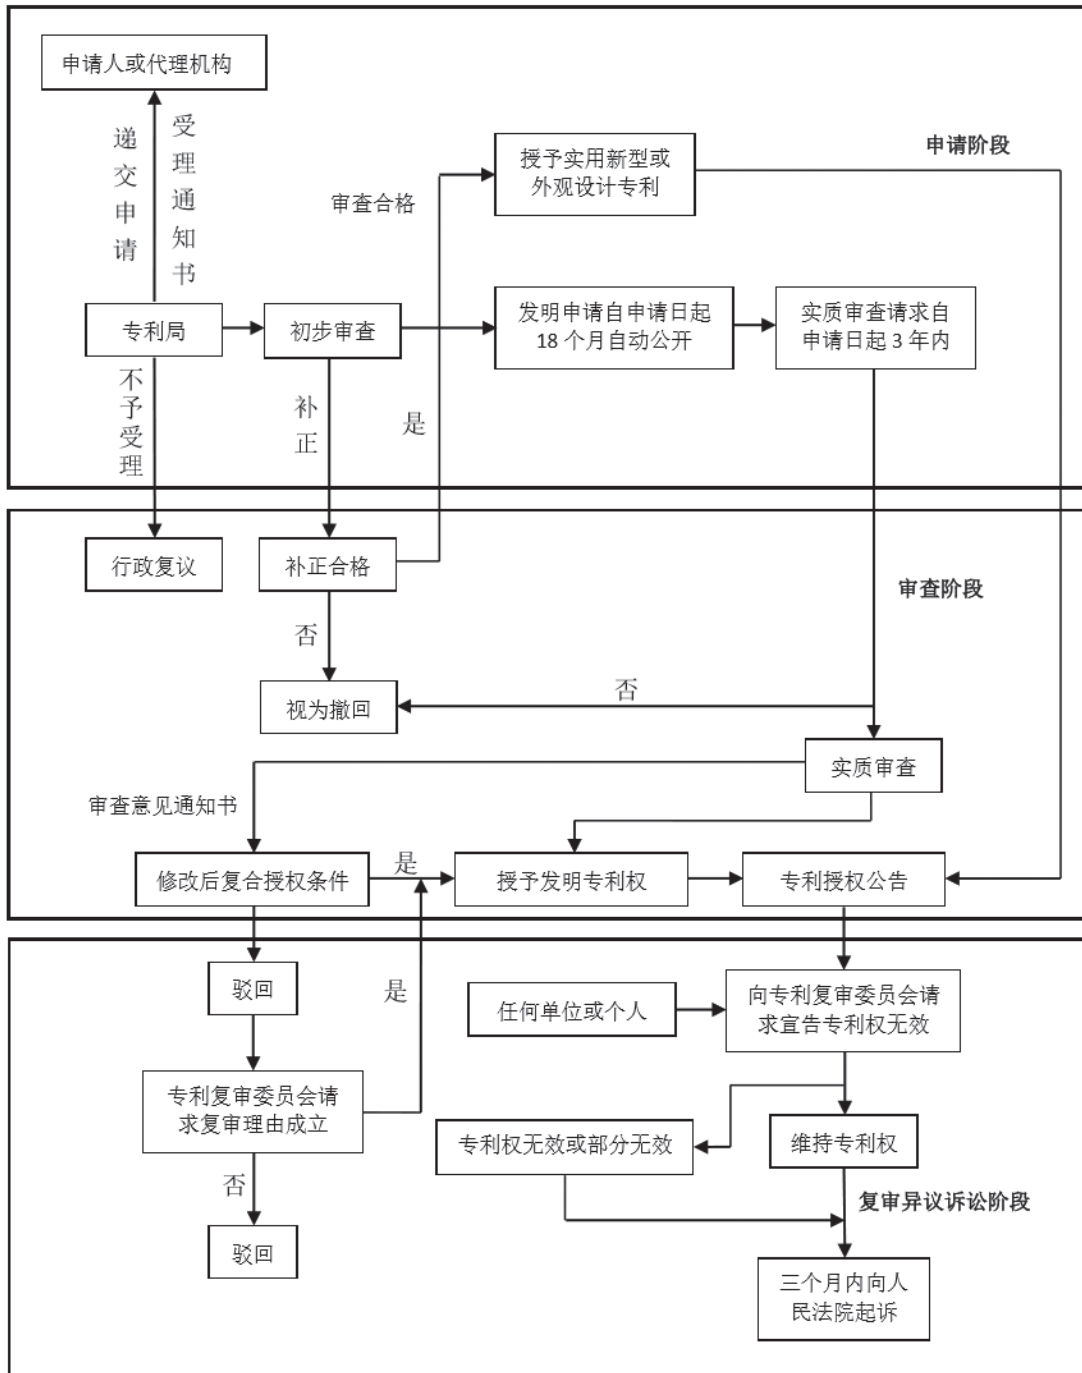 申请人或代理机构
递交申请
受理通知书
审查合格
授予实用新型或
外观设计专利
申请阶段
专利局
初步审查
发明申请自申请日起
18 个月自动公开
实质审查请求自
申请日起 3 年内
不予受理
补正
是
行政复议
补正合格
审查阶段
否
视为撤回
否
实质审查
审查意见通知书
修改后复合授权条件
是
授予发明专利权
专利授权公告
驳回
是
任何单位或个人
向专利复审委员会请
求宣告专利权无效
专利复审委员会请
求复审理由成立
专利权无效或部分无效
维持专利权
否
复审异议诉讼阶段
驳回
三个月内向人
民法院起诉